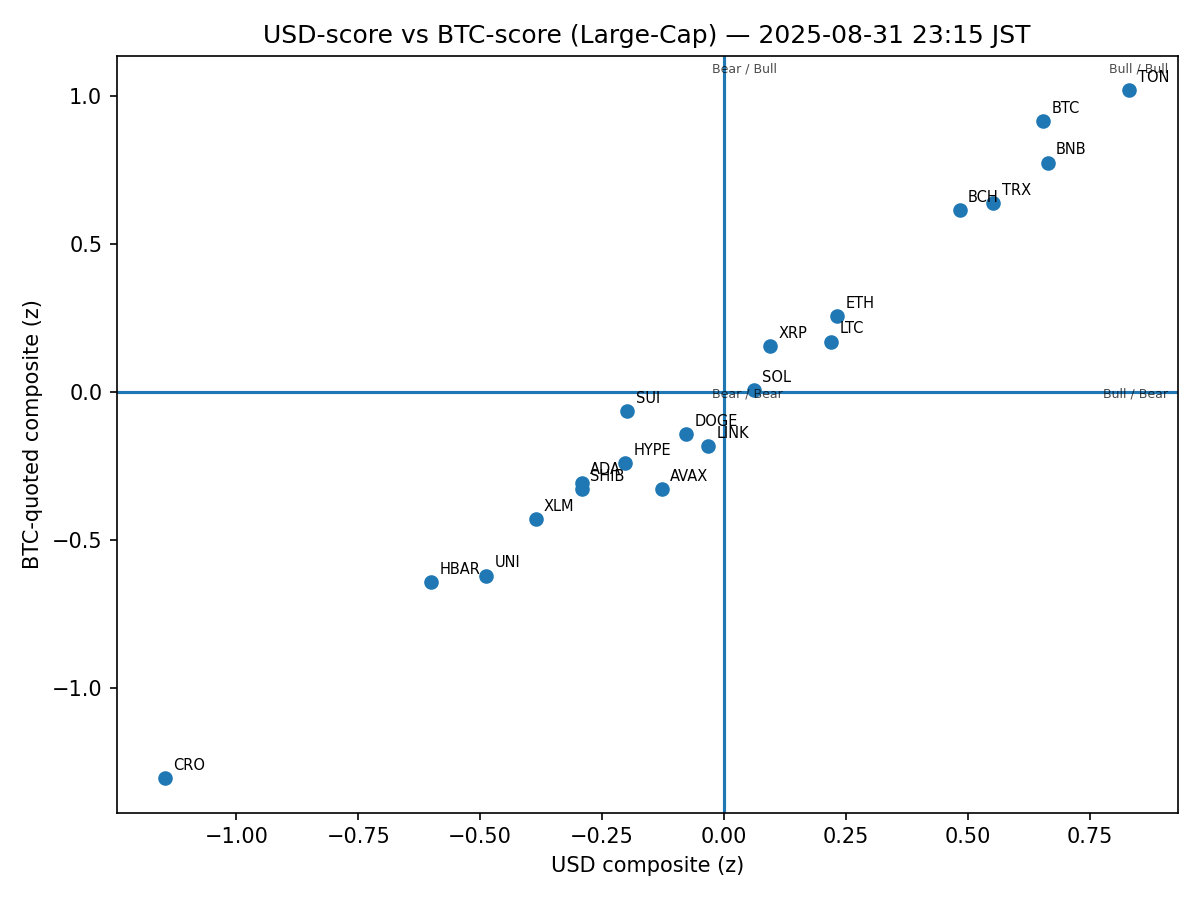 USD-score vs BTC-score (Large-Cap) — 2025-08-31 23:15 JST
Bear / Bull
Bull / Bull
TON
BTC
BNB
TRX
BCH
ETH
LTC
XRP
SOL
Bear / Bear
Bull / Bear
SUI
DOGE
LINK
HYPE
ADA
SHIB
AVAX
XLM
UNI
HBAR
CRO
1.0
0.5
0.0
−0.5
−1.0
BTC-quoted composite (z)
−1.00
−0.75
−0.50
−0.25
0.00
0.25
0.50
0.75
USD composite (z)